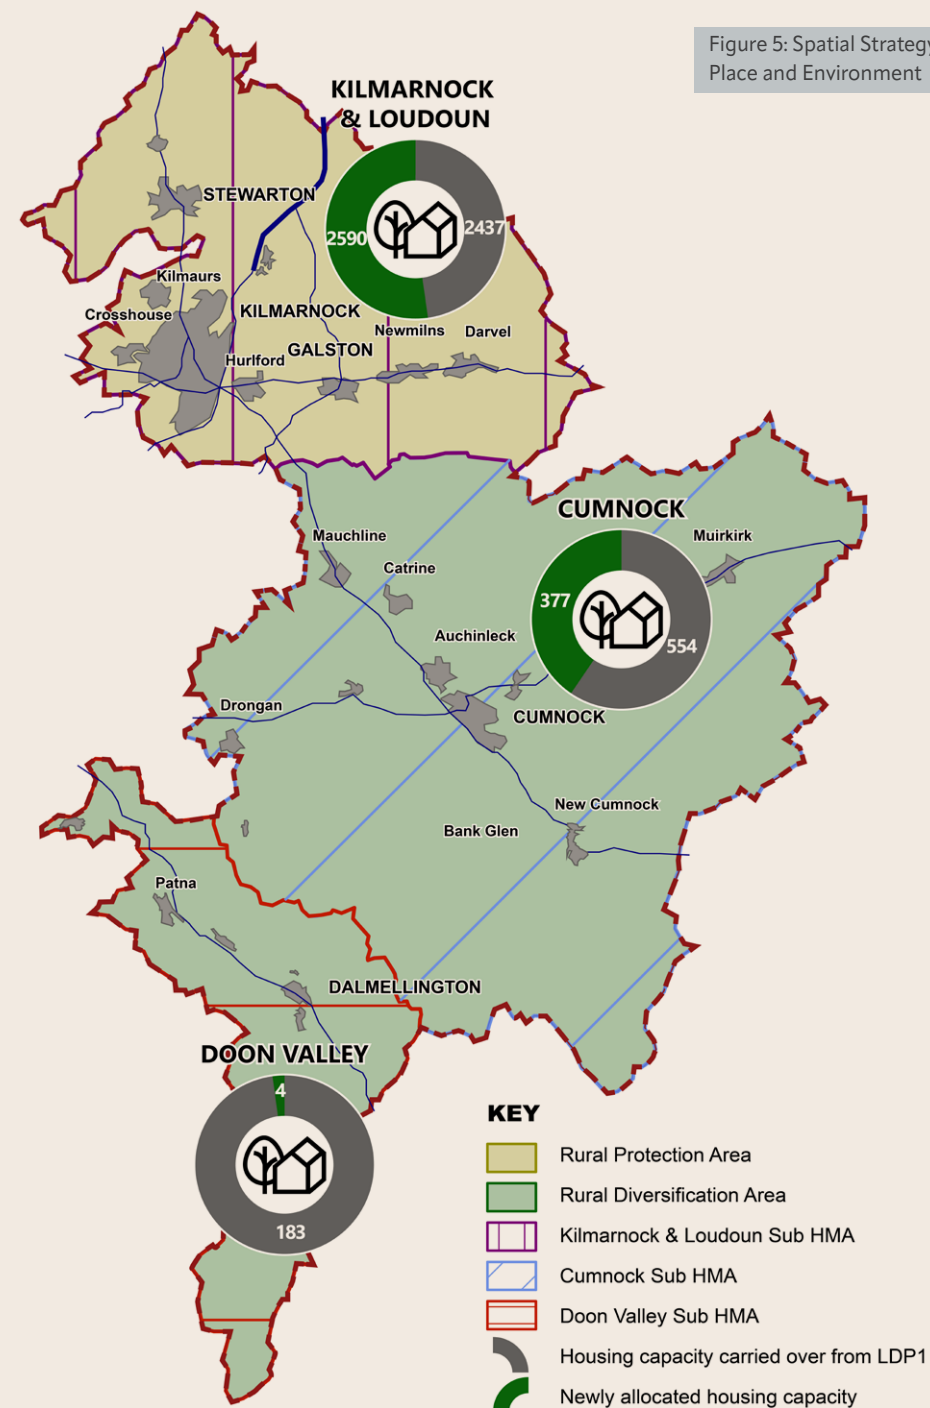 Figure 5: Spatial Strategy
Place and Environment
KILMARNOCK
& LOUDOUN
2590
2437
STEWARTON
Kilmaurs
Crosshouse
KILMARNOCK
Newmilns
Darvel
Hurlford
GALSTON
CUMNOCK
Mauchline
Muirkirk
Catrine
377
554
Auchinleck
Drongan
CUMNOCK
New Cumnock
Bank Glen
Patna
DALMELLINGTON
DOON VALLEY
4
183
KEY
Rural Protection Area
Rural Diversification Area
Kilmarnock & Loudoun Sub HMA
Cumnock Sub HMA
Doon Valley Sub HMA
Housing capacity carried over from LDP1
Newly allocated housing capacity